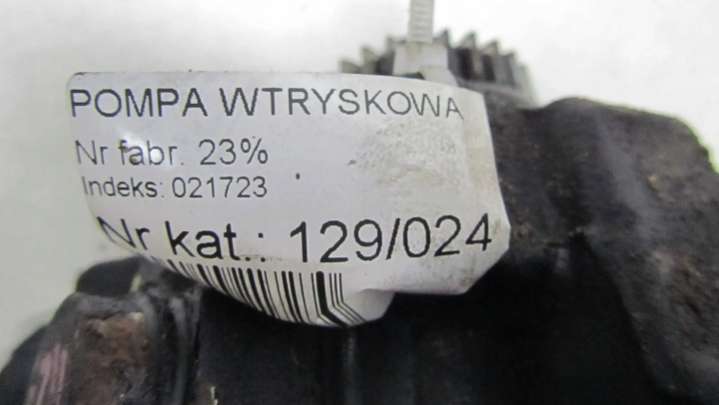 POMPA WTRYSKOWA
Nr fabr. 23%
Indeks: 021723
Nr kat.: 129/024